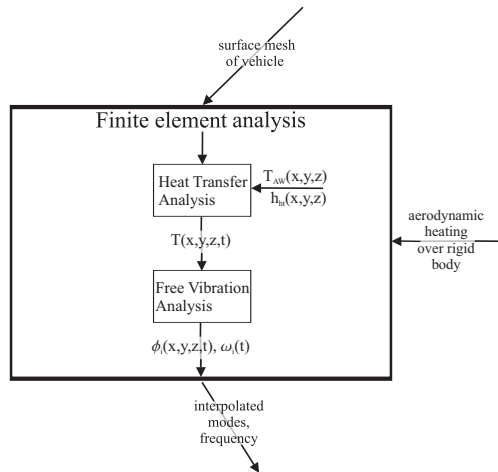 surface mesh
of vehicle
Finite element analysis
Heat Transfer
Analysis
T_AW(x,y,z)
h_ht(x,y,z)
T(x,y,z,t)
aerodynamic
heating
over rigid
body
Free Vibration
Analysis
ϕ_i(x,y,z,t), ω_i(t)
interpolated
modes,
frequency